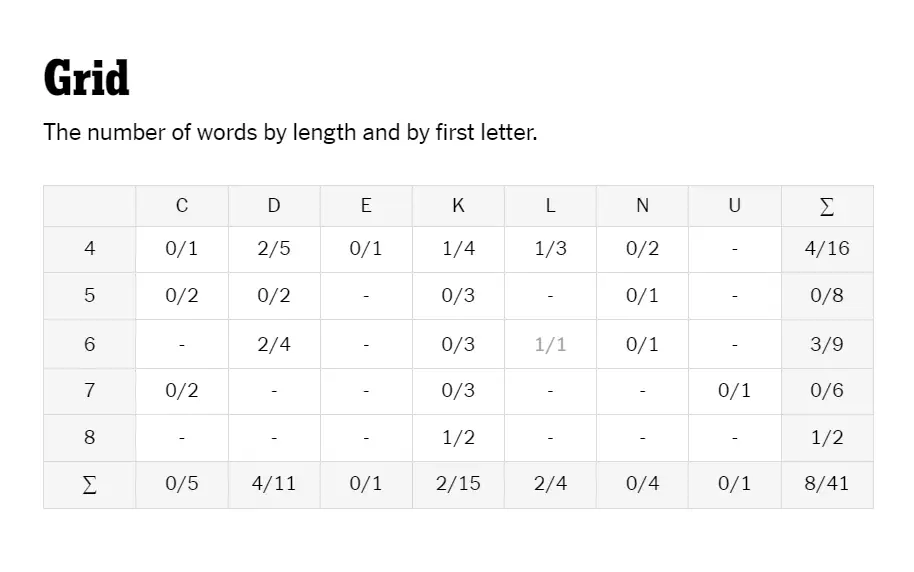 Grid
The number of words by length and by first letter.
C D E K L N U Σ
4 0/1 2/5 0/1 1/4 1/3 0/2 - 4/16
5 0/2 0/2 - 0/3 - 0/1 - 0/8
6 - 2/4 - 0/3 1/1 0/1 - 3/9
7 0/2 - - 0/3 - - 0/1 0/6
8 - - - 1/2 - - - 1/2
Σ 0/5 4/11 0/1 2/15 2/4 0/4 0/1 8/41